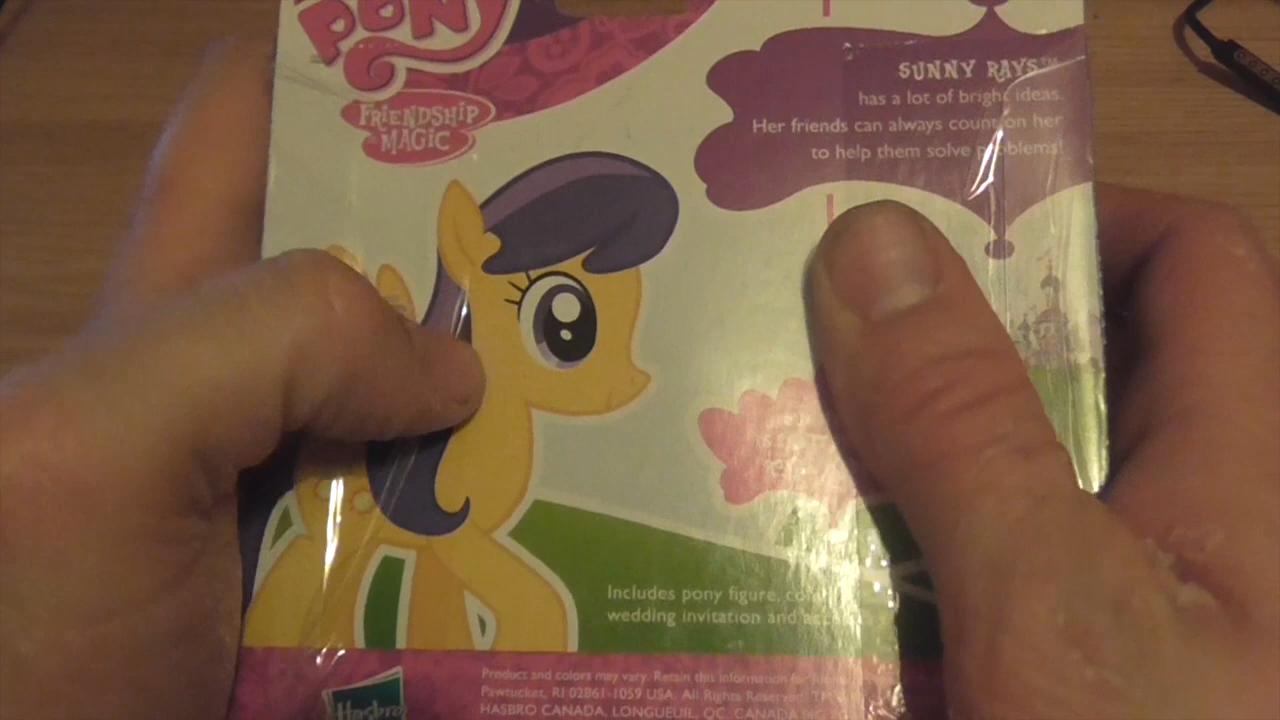 PONY
FRIENDSHIP
is MAGIC
SUNNY RAYS™
has a lot of bright ideas.
Her friends can always count on her
to help them solve problems!
Includes pony figure,
wedding invitation and
Product and colors may vary. Retain this information for
Pawtucket, RI 02861-1059 USA. All Rights Reserved. TM
HASBRO CANADA, LONGUEUIL, QC, CANADA
Hasbro